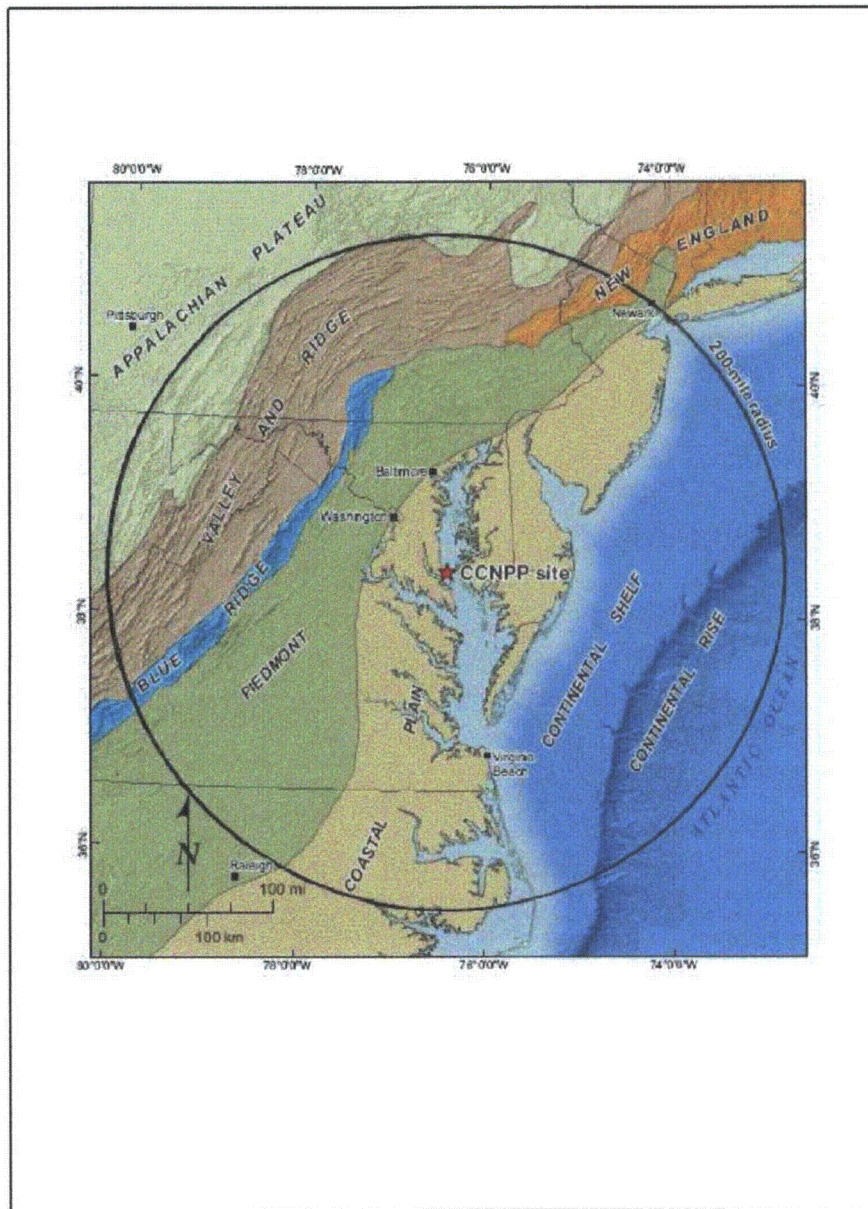 80°0'0"W 78°0'0"W 76°0'0"W 74°0'0"W
APPALACHIAN PLATEAU
NEW ENGLAND
Pittsburgh
Newark
VALLEY AND RIDGE
200-mile radius
40°N
40°N
Baltimore
Washington
CCNPP site
38°N
38°N
BLUE RIDGE
PIEDMONT
CONTINENTAL SHELF
CONTINENTAL RISE
ATLANTIC OCEAN
COASTAL PLAIN
Virginia
Beach
36°N
36°N
N
Raleigh
0 100 mi
0 100 km
80°0'0"W 78°0'0"W 76°0'0"W 74°0'0"W